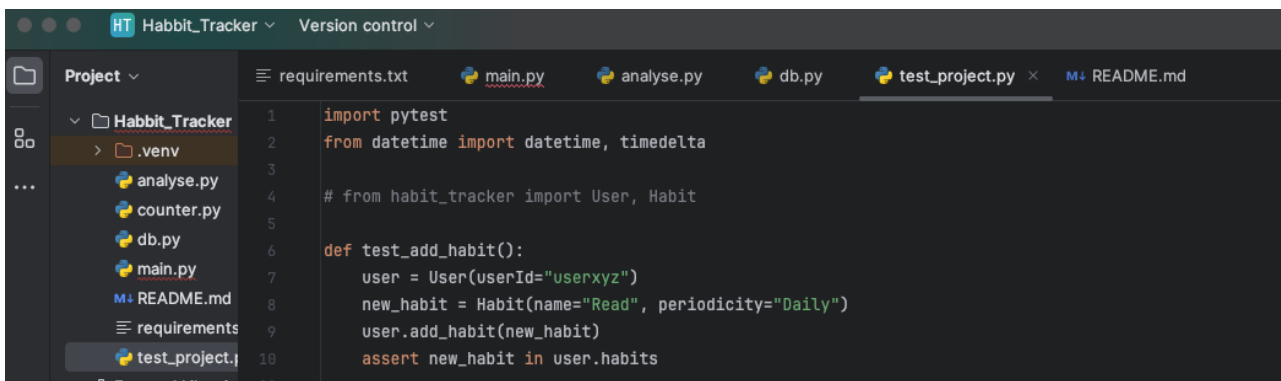 HT Habbit_Tracker Version control
Project
requirements.txt main.py analyse.py db.py test_project.py × M↓ README.md
Habbit_Tracker
.venv
analyse.py
counter.py
db.py
main.py
M↓ README.md
requirements
test_project.p
1 import pytest
2 from datetime import datetime, timedelta
3
4 # from habit_tracker import User, Habit
5
6 def test_add_habit():
7 user = User(userId="userxyz")
8 new_habit = Habit(name="Read", periodicity="Daily")
9 user.add_habit(new_habit)
10 assert new_habit in user.habits